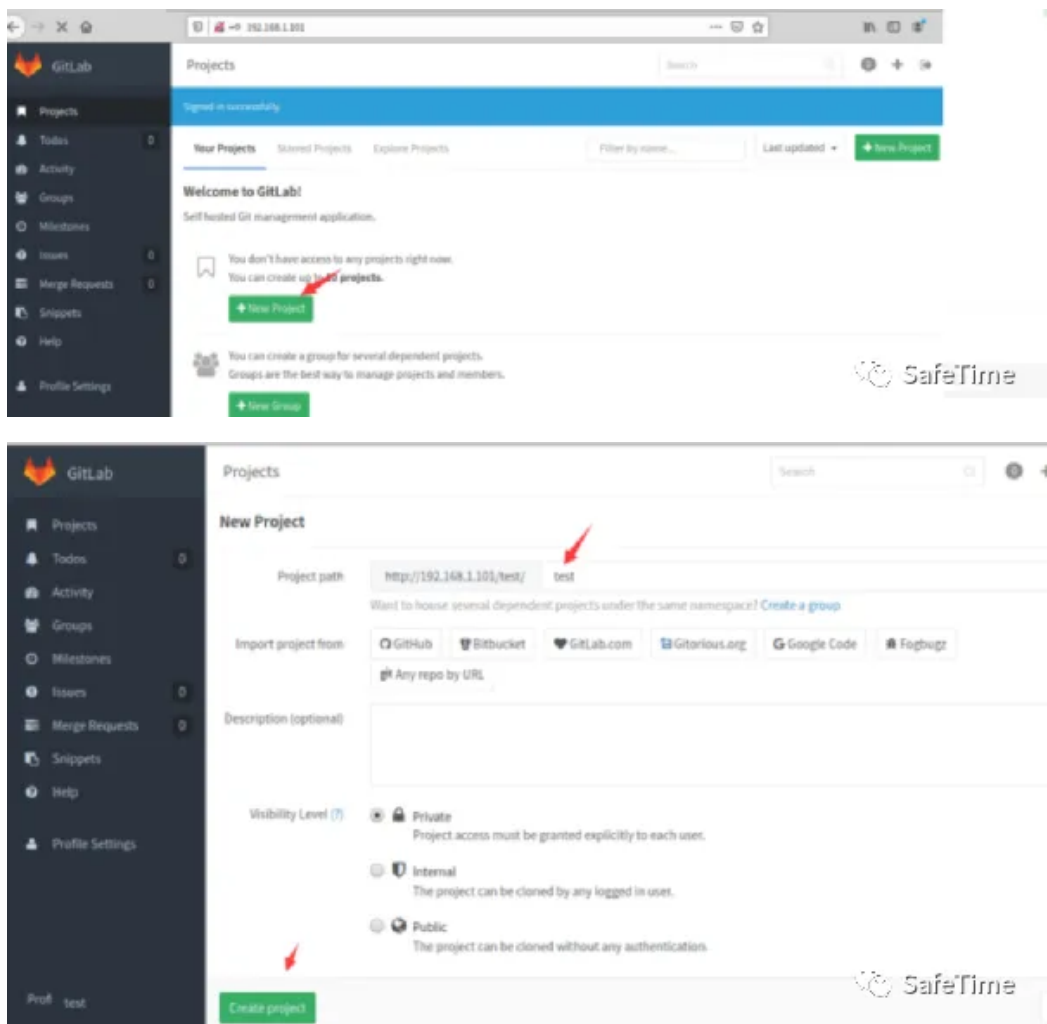 192.168.1.101
GitLab
Projects
Search
Projects
Todos 0
Activity
Groups
Milestones
Issues 0
Merge Requests 0
Snippets
Help
Profile Settings
Signed in successfully.
Your Projects Starred Projects Explore Projects
Filter by name... Last updated New Project
Welcome to GitLab!
Self hosted Git management application.
You don't have access to any projects right now.
You can create up to projects.
New Project
You can create a group for several dependent projects.
Groups are the best way to manage projects and members.
New Group
SafeTime
GitLab
Projects
Search
Projects
Todos 0
Activity
Groups
Milestones
Issues 0
Merge Requests 0
Snippets
Help
Profile Settings
Profi test
New Project
Project path http://192.168.1.101/test/ test
Want to house several dependent projects under the same namespace? Create a group
Import project from GitHub Bitbucket GitLab.com Gitorious.org Google Code Fogbugz
Any repo by URL
Description (optional)
Visibility Level (?) Private
Project access must be granted explicitly to each user.
Internal
The project can be cloned by any logged in user.
Public
The project can be cloned without any authentication.
Create project
SafeTime